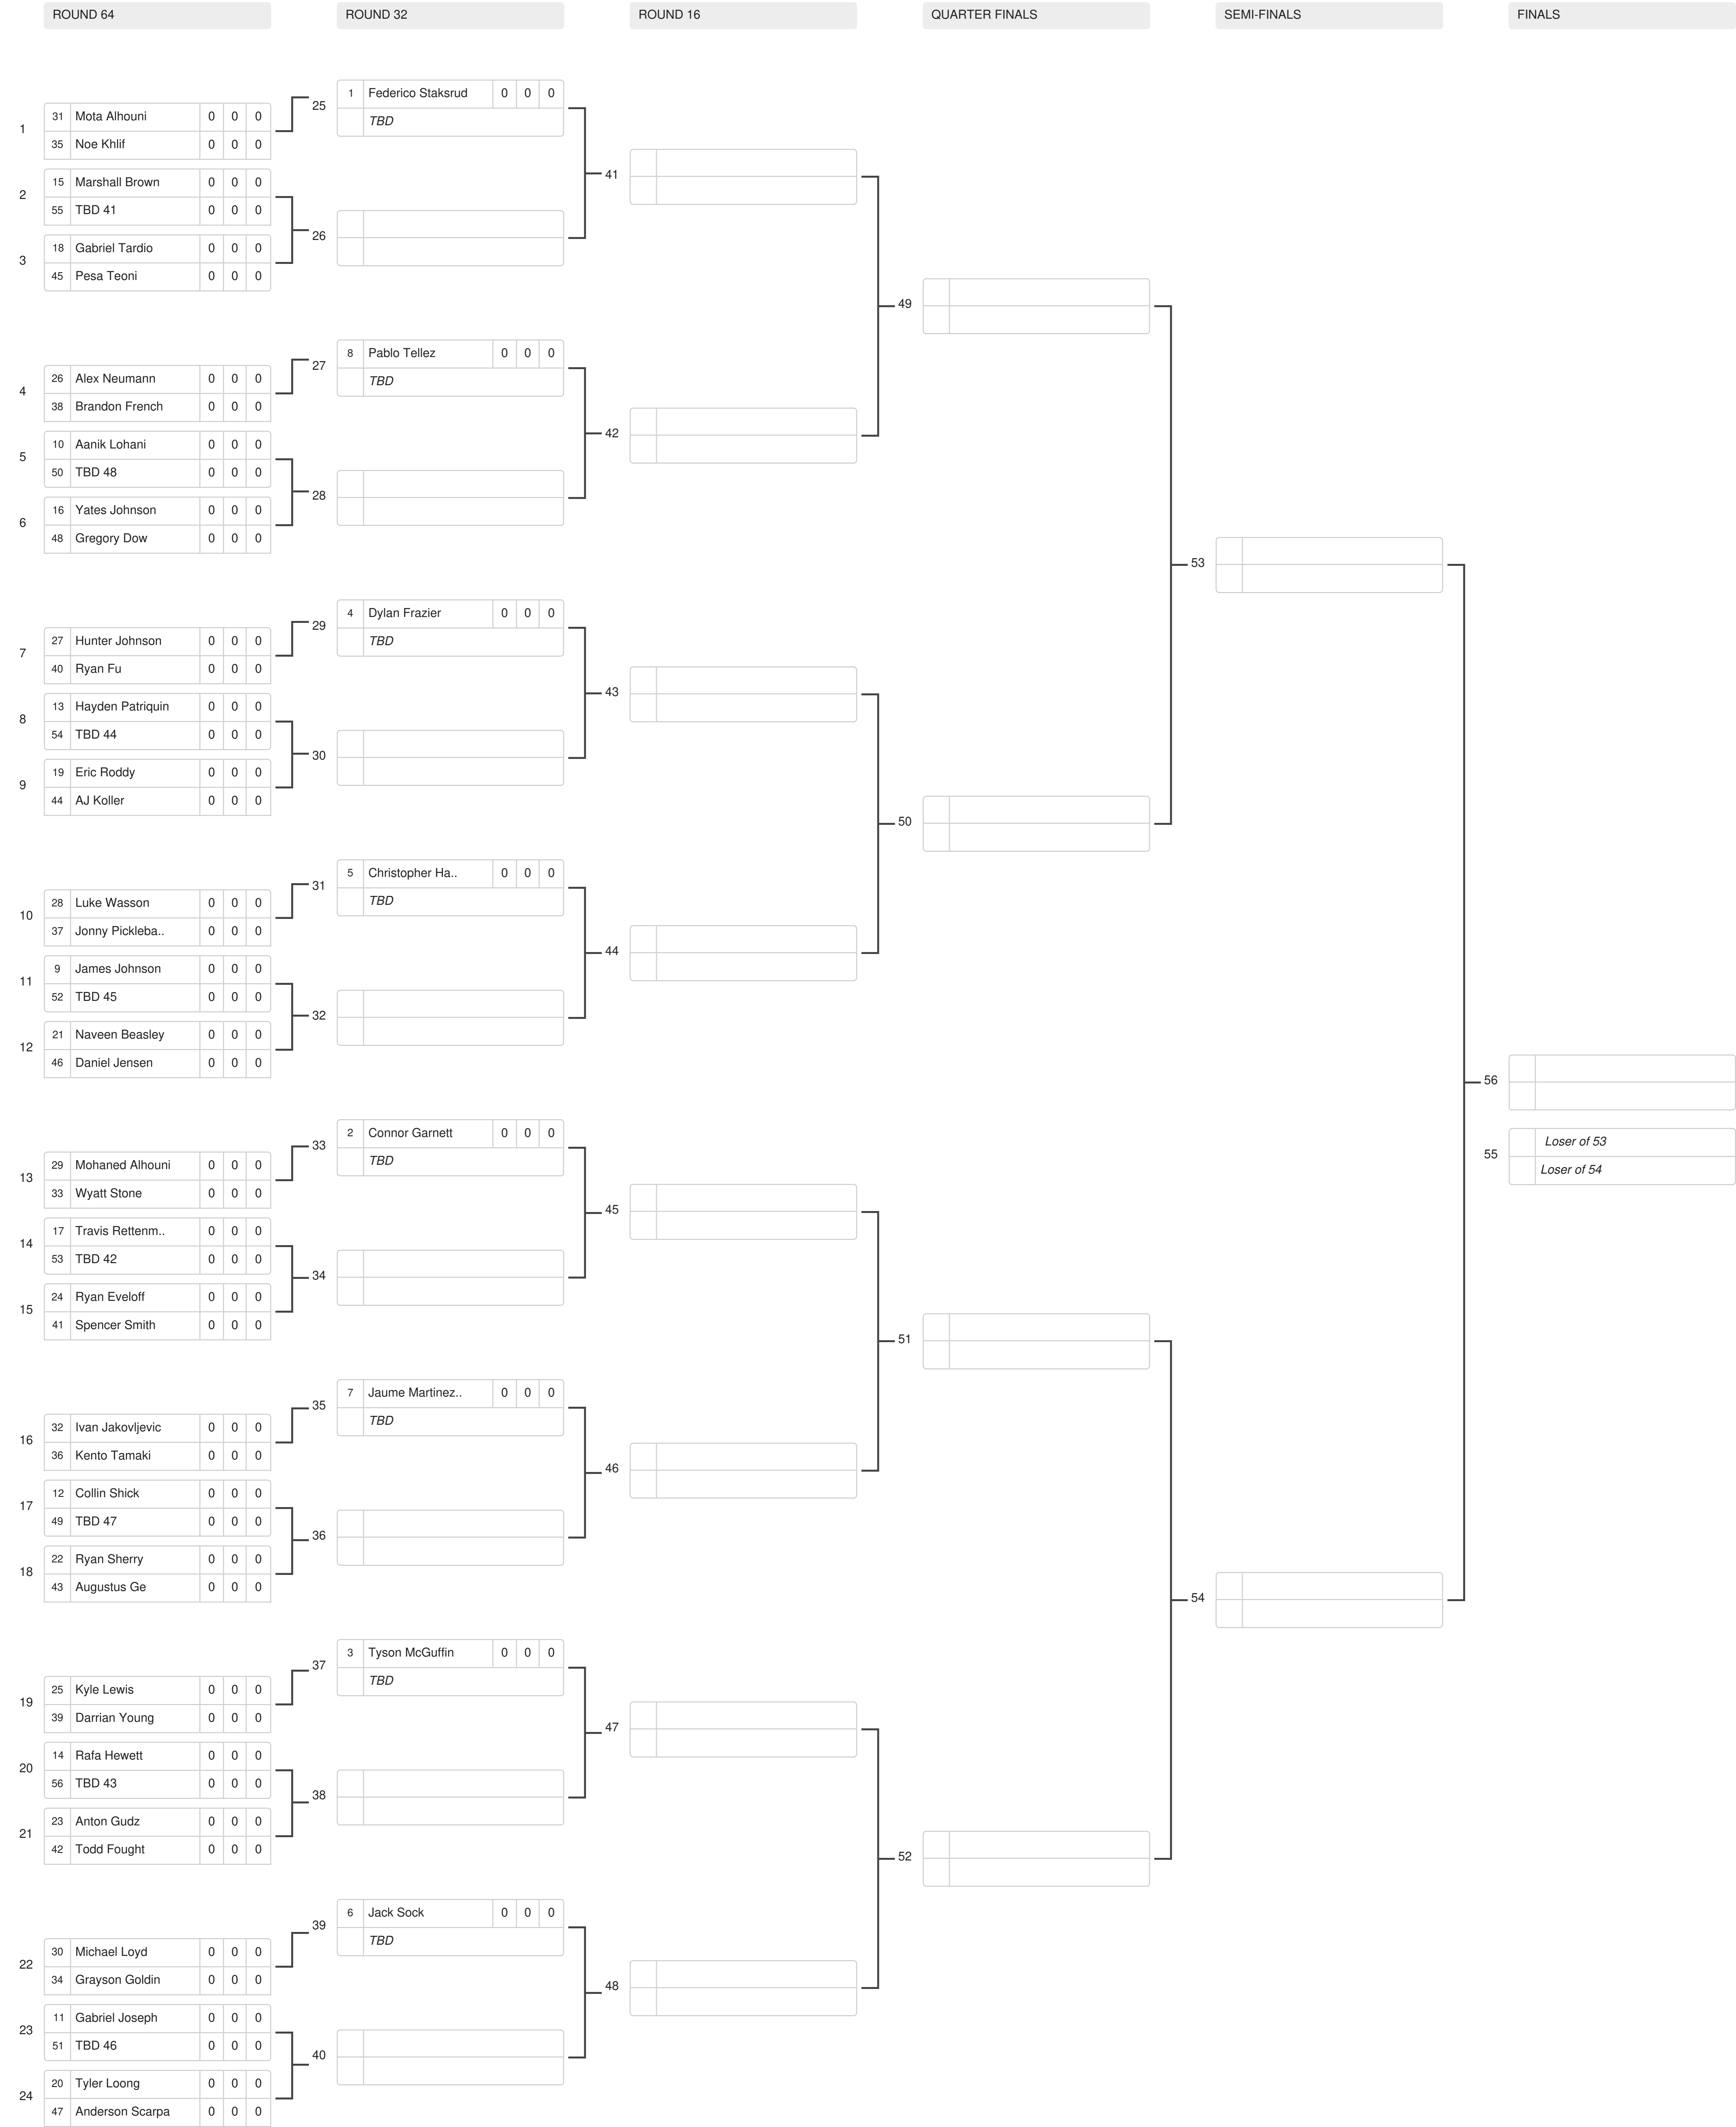 ROUND 64
ROUND 32
ROUND 16
QUARTER FINALS
SEMI-FINALS
FINALS
1
31 Mota Alhouni 0 0 0
35 Noe Khlif 0 0 0
2
15 Marshall Brown 0 0 0
55 TBD 41 0 0 0
3
18 Gabriel Tardio 0 0 0
45 Pesa Teoni 0 0 0
4
26 Alex Neumann 0 0 0
38 Brandon French 0 0 0
5
10 Aanik Lohani 0 0 0
50 TBD 48 0 0 0
6
16 Yates Johnson 0 0 0
48 Gregory Dow 0 0 0
7
27 Hunter Johnson 0 0 0
40 Ryan Fu 0 0 0
8
13 Hayden Patriquin 0 0 0
54 TBD 44 0 0 0
9
19 Eric Roddy 0 0 0
44 AJ Koller 0 0 0
10
28 Luke Wasson 0 0 0
37 Jonny Pickleba.. 0 0 0
11
9 James Johnson 0 0 0
52 TBD 45 0 0 0
12
21 Naveen Beasley 0 0 0
46 Daniel Jensen 0 0 0
13
29 Mohaned Alhouni 0 0 0
33 Wyatt Stone 0 0 0
14
17 Travis Rettenm.. 0 0 0
53 TBD 42 0 0 0
15
24 Ryan Eveloff 0 0 0
41 Spencer Smith 0 0 0
16
32 Ivan Jakovljevic 0 0 0
36 Kento Tamaki 0 0 0
17
12 Collin Shick 0 0 0
49 TBD 47 0 0 0
18
22 Ryan Sherry 0 0 0
43 Augustus Ge 0 0 0
19
25 Kyle Lewis 0 0 0
39 Darrian Young 0 0 0
20
14 Rafa Hewett 0 0 0
56 TBD 43 0 0 0
21
23 Anton Gudz 0 0 0
42 Todd Fought 0 0 0
22
30 Michael Loyd 0 0 0
34 Grayson Goldin 0 0 0
23
11 Gabriel Joseph 0 0 0
51 TBD 46 0 0 0
24
20 Tyler Loong 0 0 0
47 Anderson Scarpa 0 0 0
25
1 Federico Staksrud 0 0 0
TBD
26
27
8 Pablo Tellez 0 0 0
TBD
28
29
4 Dylan Frazier 0 0 0
TBD
30
31
5 Christopher Ha.. 0 0 0
TBD
32
33
2 Connor Garnett 0 0 0
TBD
34
35
7 Jaume Martinez.. 0 0 0
TBD
36
37
3 Tyson McGuffin 0 0 0
TBD
38
39
6 Jack Sock 0 0 0
TBD
40
41
42
43
44
45
46
47
48
49
50
51
52
53
54
56
55
Loser of 53
Loser of 54